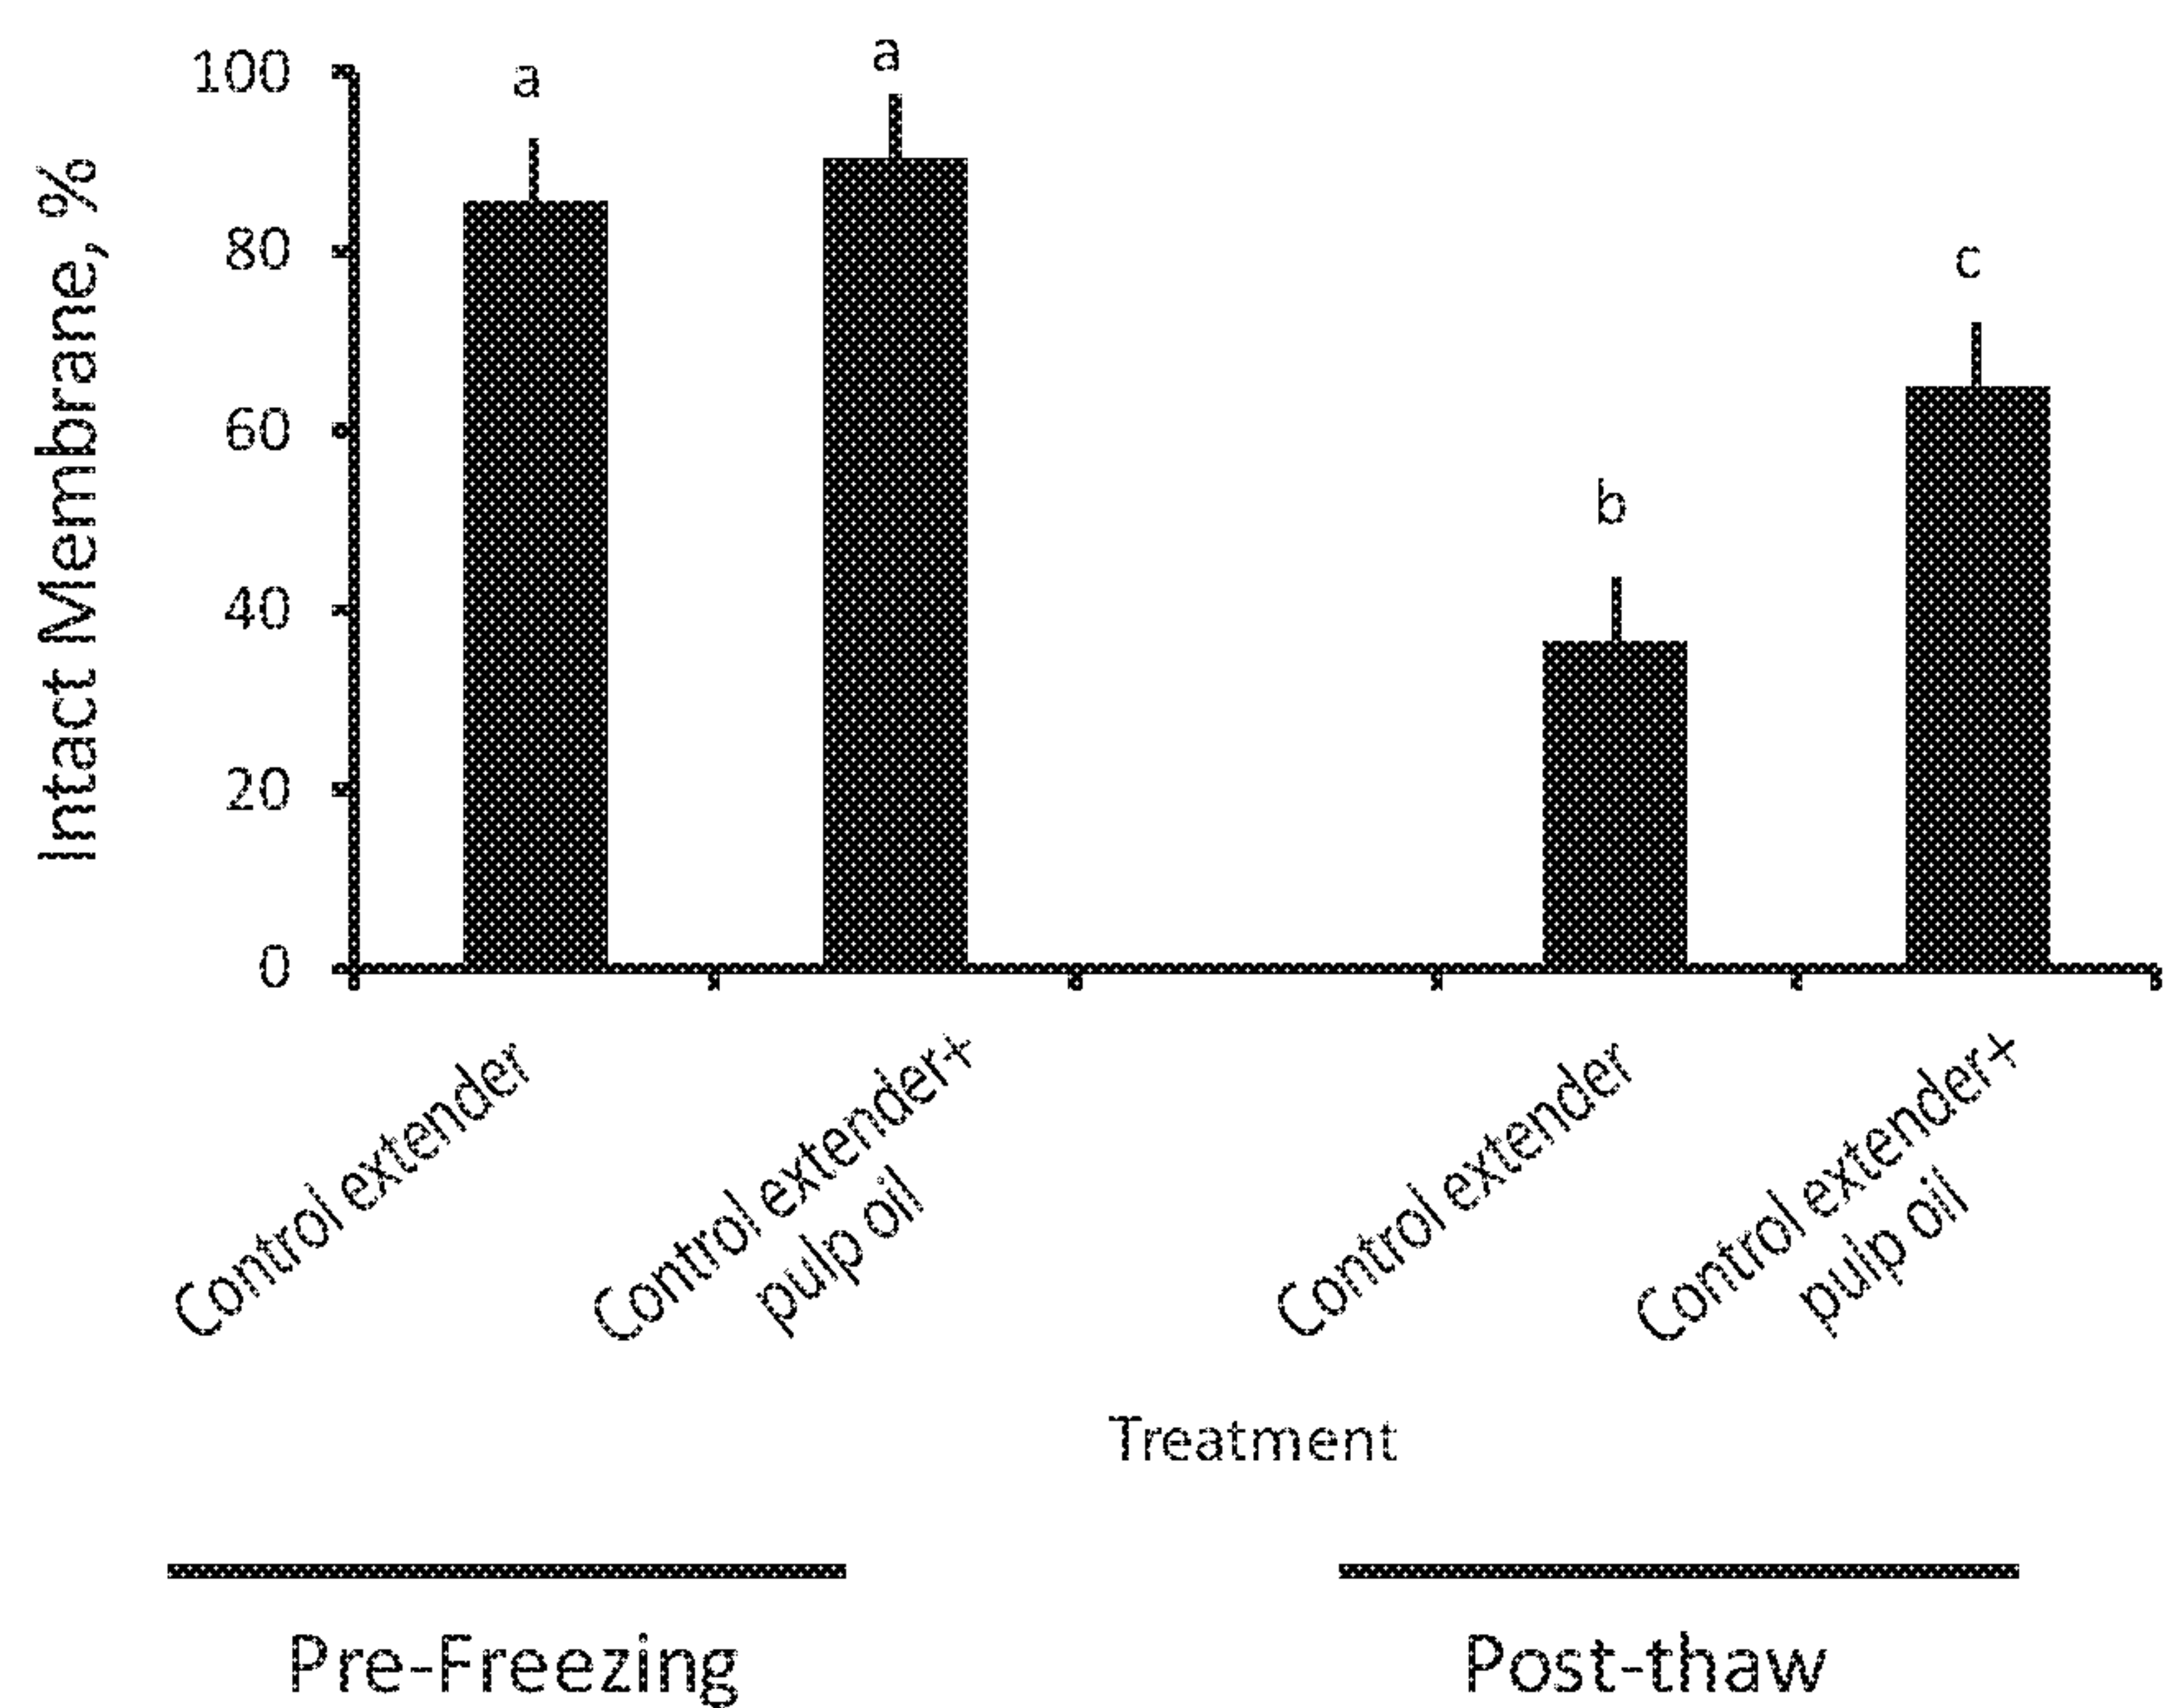 Intact Membrane, %
100
80
60
40
20
0
a
a
b
c
Control extender
Control extender+
pulp oil
Control extender
Control extender+
pulp oil
Treatment
Pre-Freezing
Post-thaw